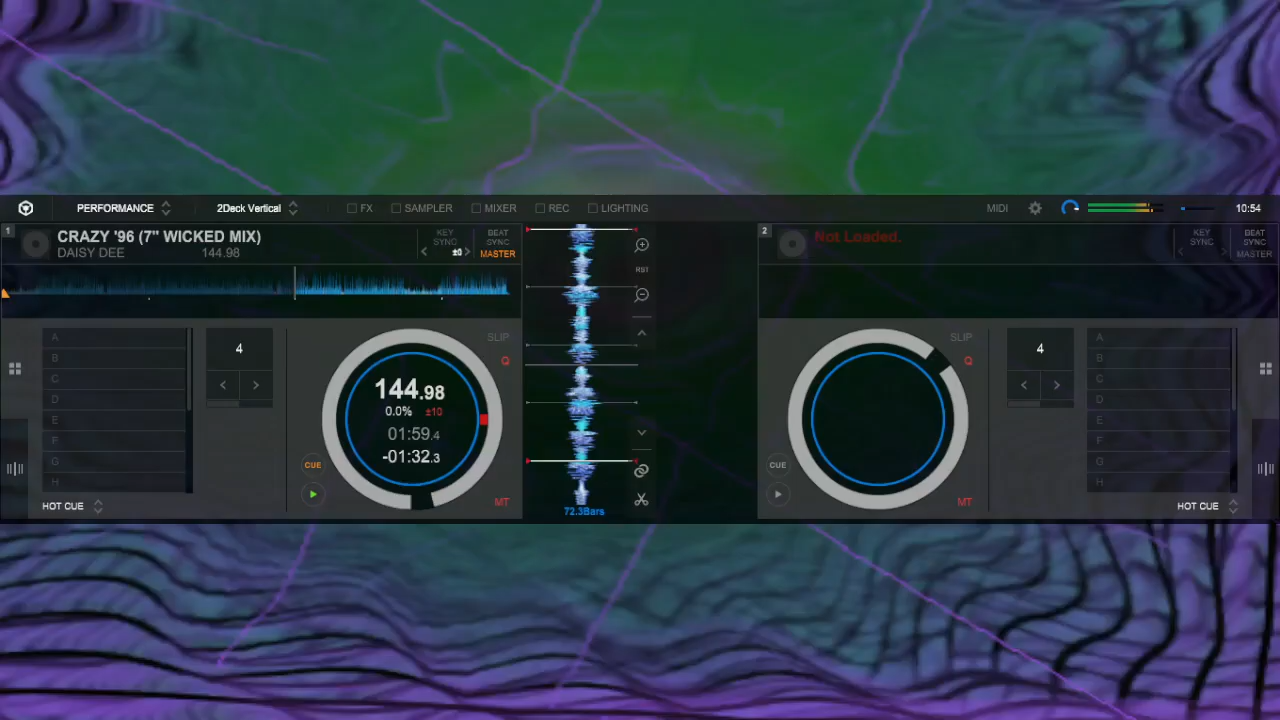 PERFORMANCE 2Deck Vertical FX SAMPLER MIXER REC LIGHTING MIDI 10:54
1 CRAZY '96 (7" WICKED MIX)
DAISY DEE 144.98
KEY SYNC ±0
BEAT SYNC MASTER
A
B
C
D
E
F
G
H
HOT CUE
4
SLIP
Q
144.98
0.0% ±10
01:59.4
-01:32.3
CUE
MT
RST
72.3Bars
2 Not Loaded.
KEY SYNC
BEAT SYNC MASTER
SLIP
Q
CUE
MT
4
A
B
C
D
E
F
G
H
HOT CUE